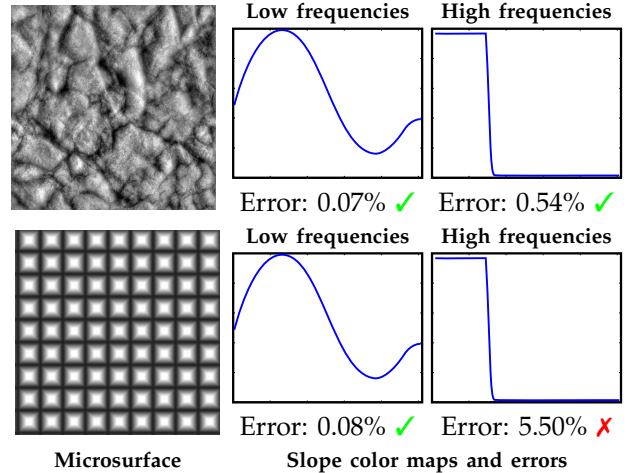 Low frequencies High frequencies
Error: 0.07% ✓ Error: 0.54% ✓
Low frequencies High frequencies
Error: 0.08% ✓ Error: 5.50% ✗
Microsurface Slope color maps and errors